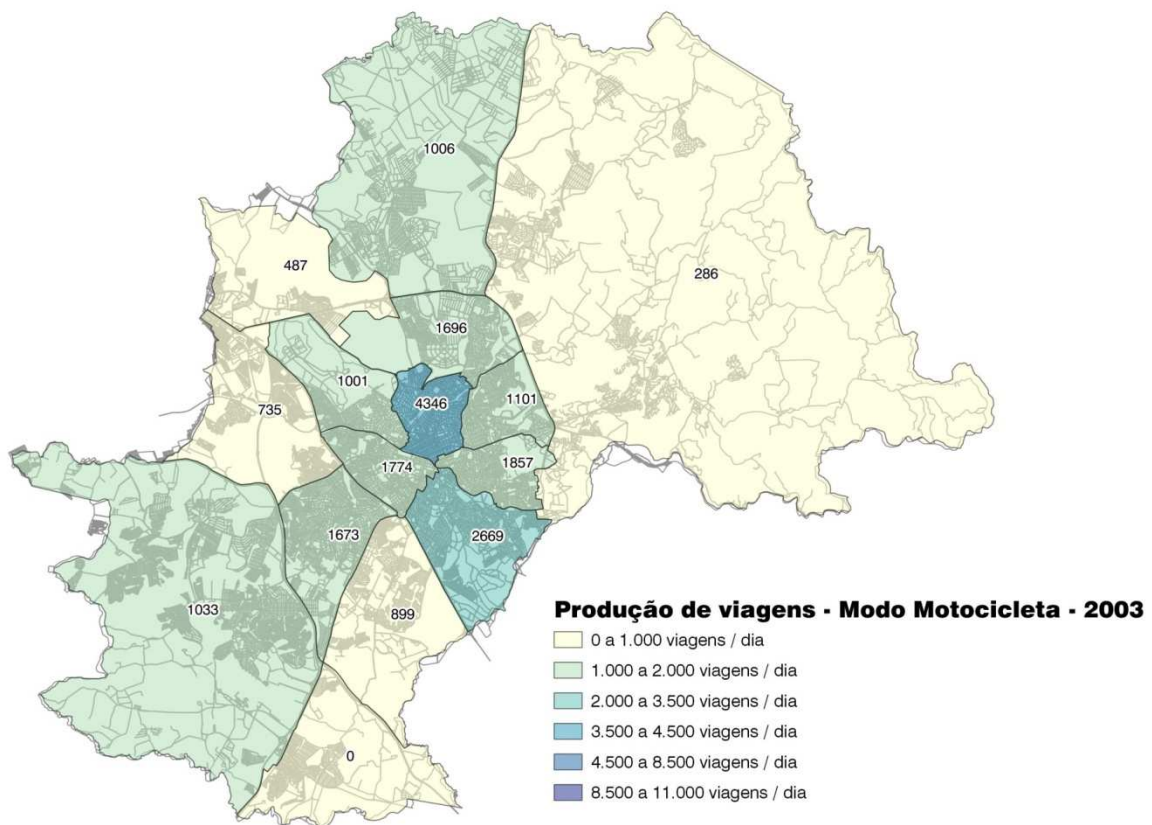 1006
487
286
1696
1001
4346
1101
735
1774
1857
1673
2669
1033
899
0
Produção de viagens - Modo Motocicleta - 2003
0 a 1.000 viagens / dia
1.000 a 2.000 viagens / dia
2.000 a 3.500 viagens / dia
3.500 a 4.500 viagens / dia
4.500 a 8.500 viagens / dia
8.500 a 11.000 viagens / dia